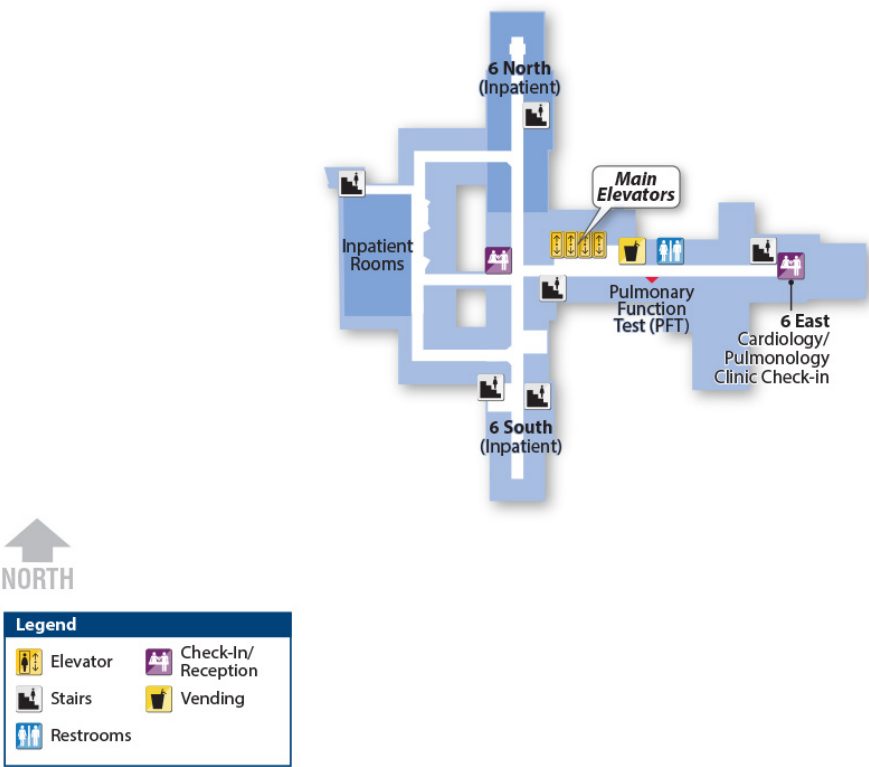 6 North
(Inpatient)
Main
Elevators
Inpatient
Rooms
Pulmonary
Function
Test (PFT)
6 East
Cardiology/
Pulmonology
Clinic Check-in
6 South
(Inpatient)
NORTH
Legend
Elevator
Check-In/
Reception
Stairs
Vending
Restrooms